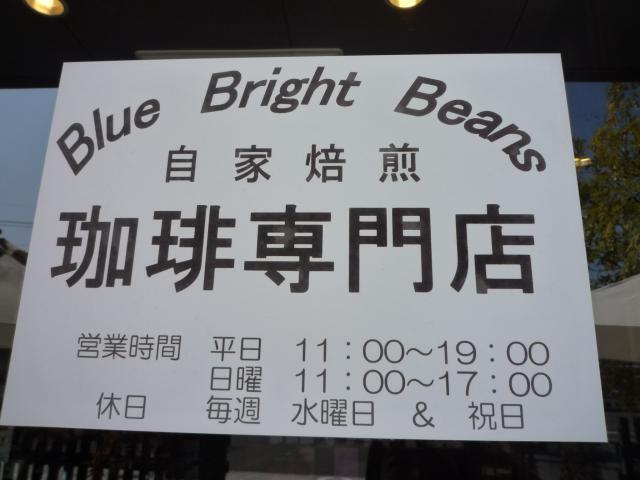 Blue Bright Beans
自家焙煎
珈琲専門店
営業時間 平日 11：00～19：00
日曜 11：00～17：00
休日 毎週 水曜日 & 祝日